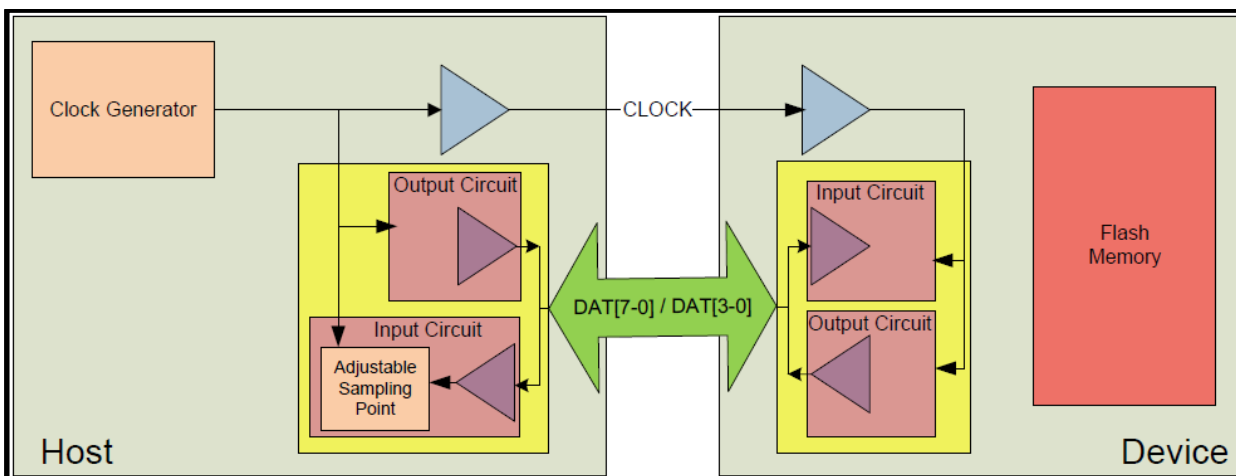 Clock Generator
CLOCK
Output Circuit
Input Circuit
Adjustable
Sampling
Point
DAT[7-0] / DAT[3-0]
Input Circuit
Output Circuit
Flash
Memory
Host
Device